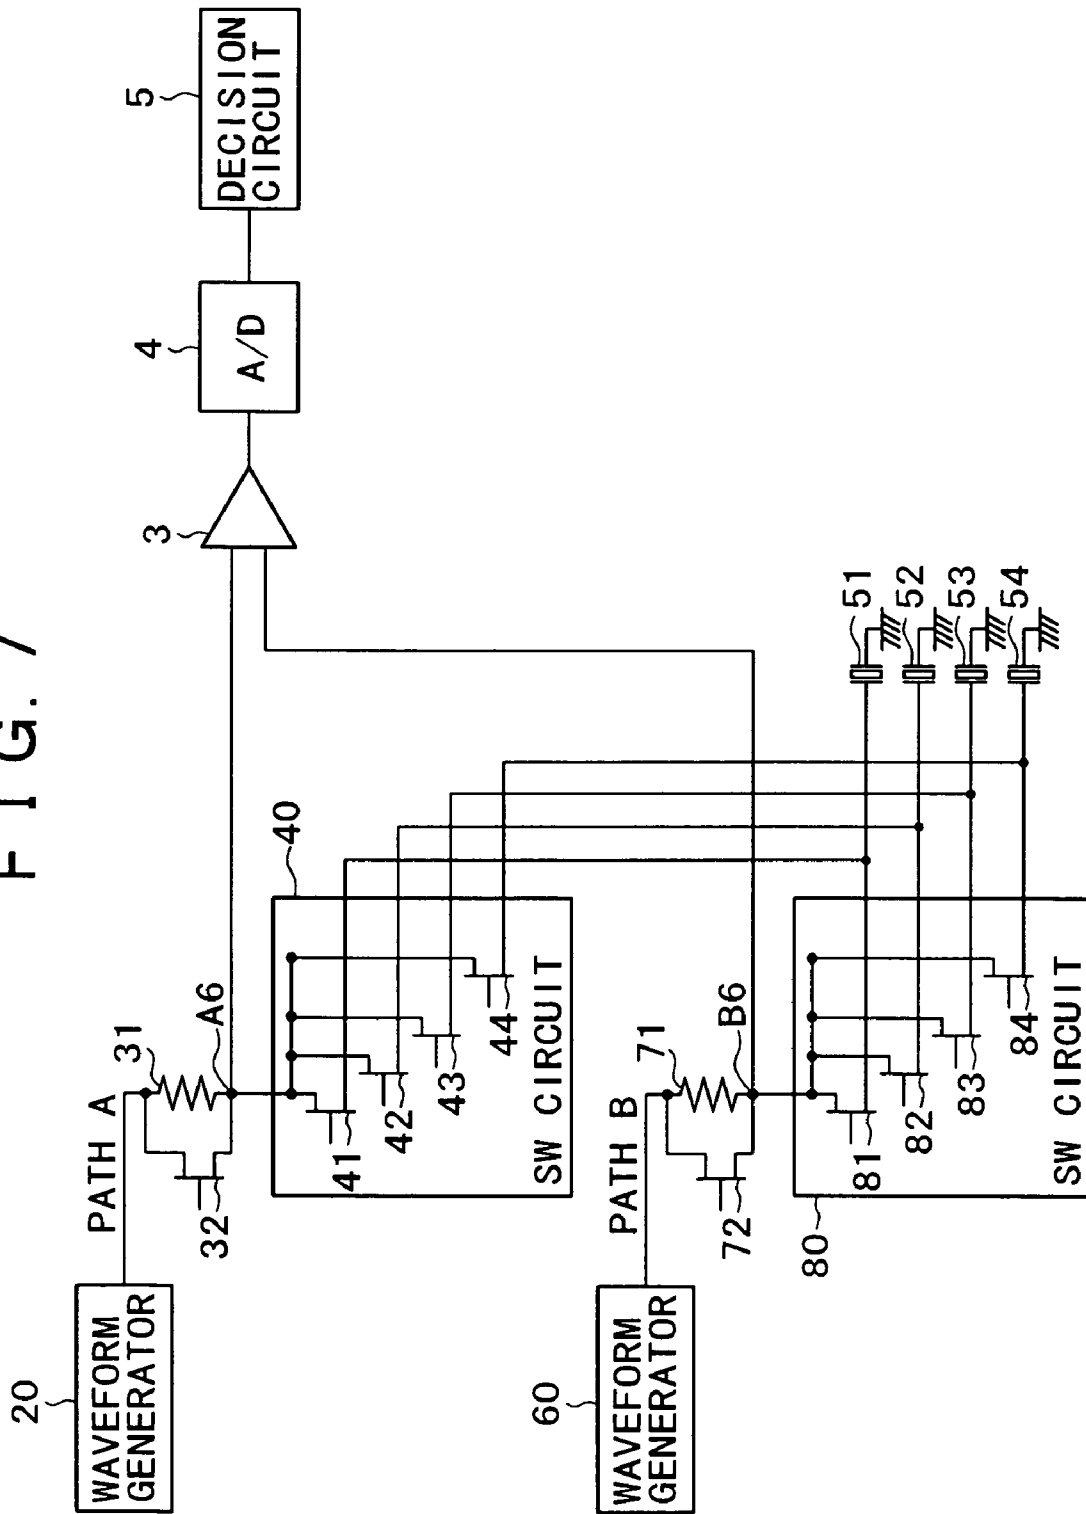 FIG. 7
20
WAVEFORM
GENERATOR
PATH A
31
32
A6
3
4
A/D
5
DECISION
CIRCUIT
40
41
42
43
44
SW CIRCUIT
60
WAVEFORM
GENERATOR
PATH B
71
72
B6
80
81
82
83
84
SW CIRCUIT
51
52
53
54